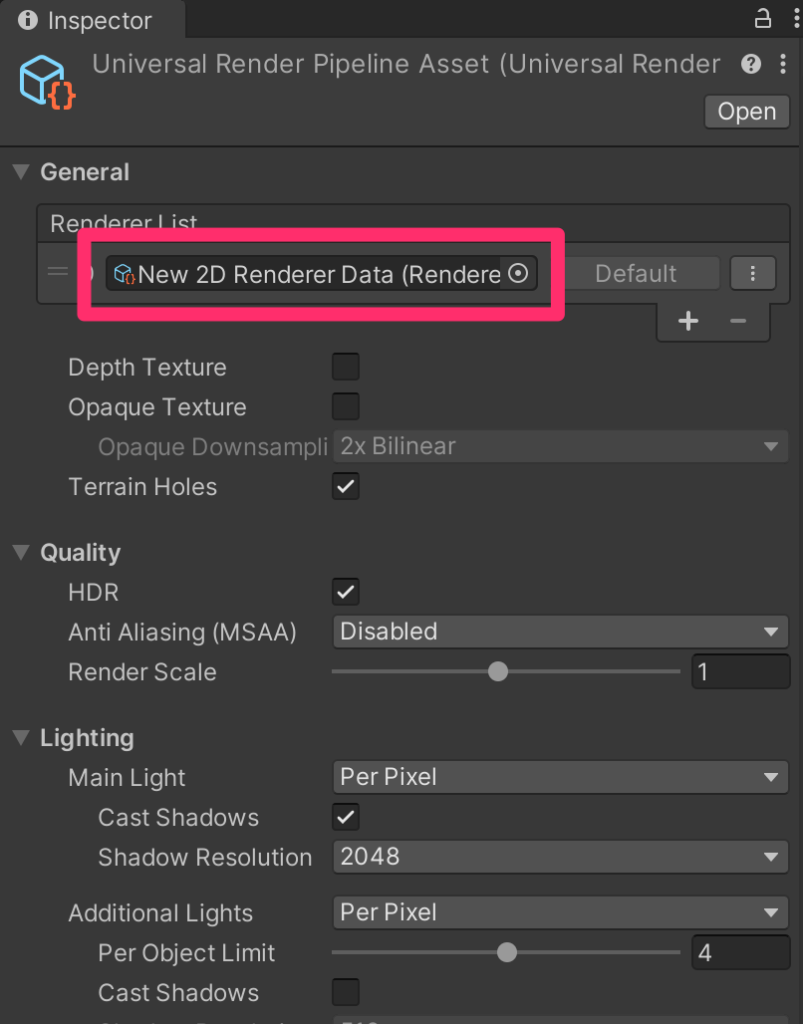 Inspector
Universal Render Pipeline Asset (Universal Render
Open
General
Renderer List
New 2D Renderer Data (Rendere
Default
Depth Texture
Opaque Texture
Opaque Downsampli 2x Bilinear
Terrain Holes
Quality
HDR
Anti Aliasing (MSAA) Disabled
Render Scale 1
Lighting
Main Light Per Pixel
Cast Shadows
Shadow Resolution 2048
Additional Lights Per Pixel
Per Object Limit 4
Cast Shadows